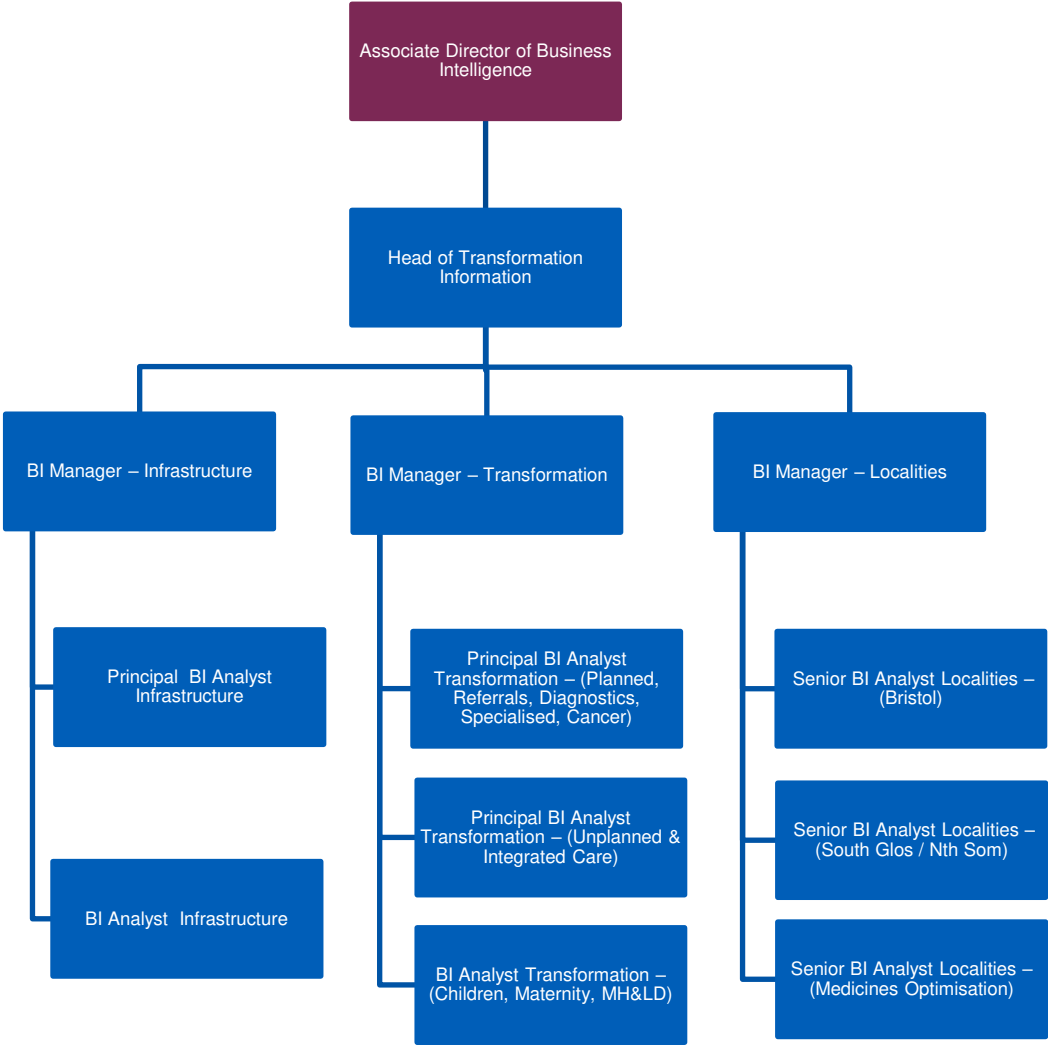 Associate Director of Business
Intelligence
Head of Transformation
Information
BI Manager – Infrastructure
BI Manager – Transformation
BI Manager – Localities
Principal  BI Analyst
Infrastructure
BI Analyst  Infrastructure
Principal BI Analyst
Transformation – (Planned,
Referrals, Diagnostics,
Specialised, Cancer)
Principal BI Analyst
Transformation – (Unplanned &
Integrated Care)
BI Analyst Transformation –
(Children, Maternity, MH&LD)
Senior BI Analyst Localities –
(Bristol)
Senior BI Analyst Localities –
(South Glos / Nth Som)
Senior BI Analyst Localities –
(Medicines Optimisation)